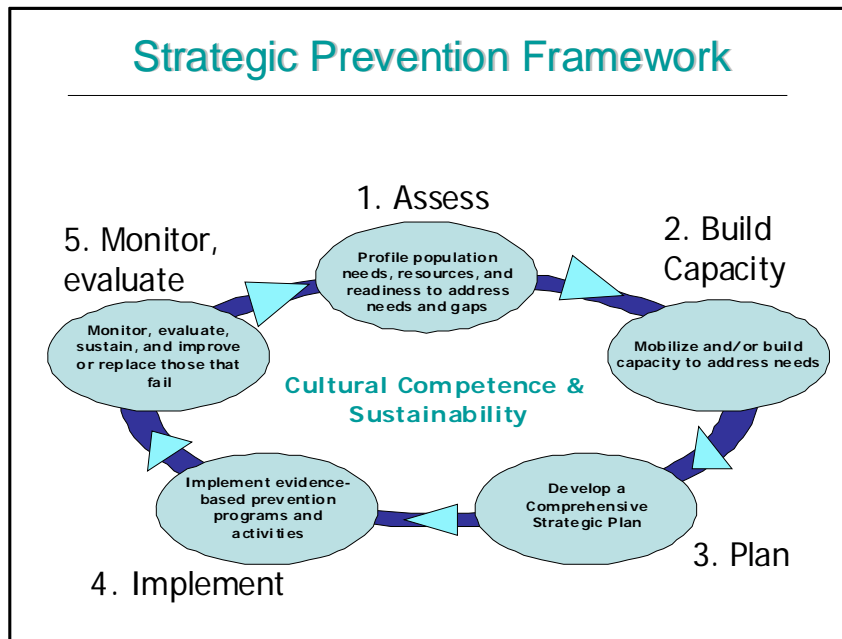 Strategic Prevention Framework
1. Assess
Profile population
needs, resources, and
readiness to address
needs and gaps
2. Build
Capacity
Mobilize and/or build
capacity to address needs
3. Plan
Develop a
Comprehensive
Strategic Plan
4. Implement
Implement evidence-
based prevention
programs and
activities
5. Monitor,
evaluate
Monitor, evaluate,
sustain, and improve
or replace those that
fail
Cultural Competence &
Sustainability